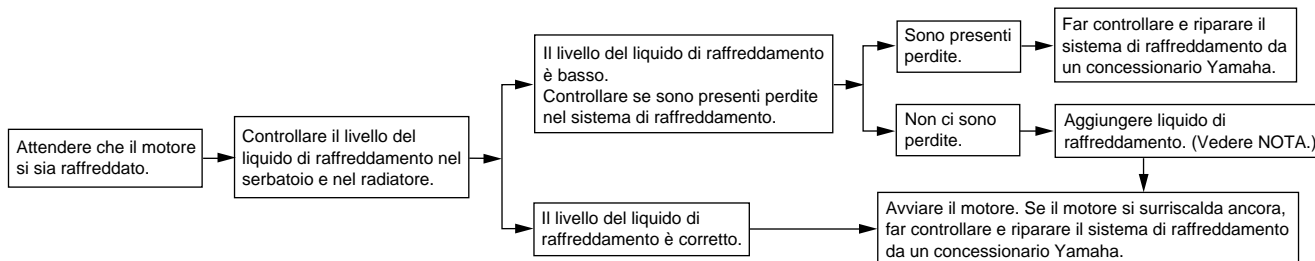 Attendere che il motore
si sia raffreddato.
Controllare il livello del
liquido di raffreddamento nel
serbatoio e nel radiatore.
Il livello del liquido di raffreddamento
è basso.
Controllare se sono presenti perdite
nel sistema di raffreddamento.
Sono presenti
perdite.
Far controllare e riparare il
sistema di raffreddamento da
un concessionario Yamaha.
Non ci sono
perdite.
Aggiungere liquido di
raffreddamento. (Vedere NOTA.)
Il livello del liquido di
raffreddamento è corretto.
Avviare il motore. Se il motore si surriscalda ancora,
far controllare e riparare il sistema di raffreddamento
da un concessionario Yamaha.